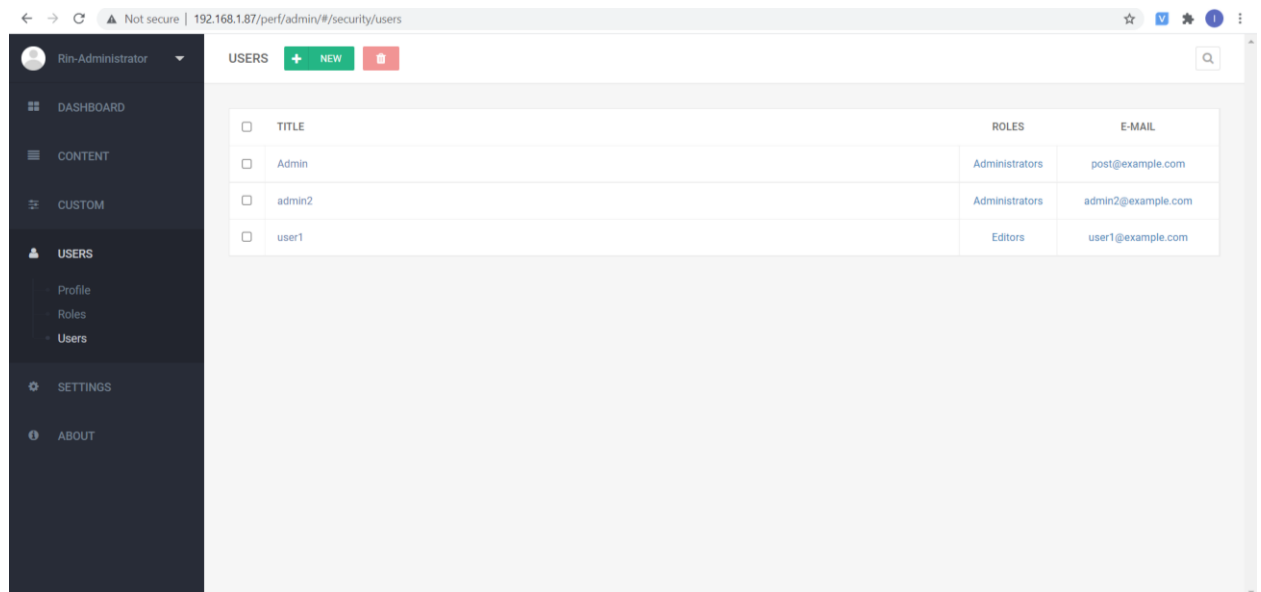 Not secure | 192.168.1.87/perf/admin/#/security/users
V
I
Rin-Administrator
USERS
NEW
DASHBOARD
CONTENT
CUSTOM
USERS
Profile
Roles
Users
SETTINGS
ABOUT
TITLE ROLES E-MAIL
Admin Administrators post@example.com
admin2 Administrators admin2@example.com
user1 Editors user1@example.com